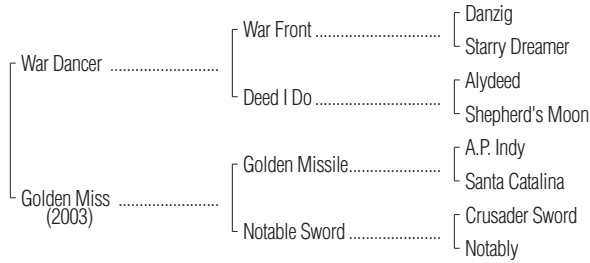 Danzig
War Front ................................
Starry Dreamer
War Dancer ...........................
Alydeed
Deed I Do ................................
Shepherd's Moon
A.P. Indy
Golden Missile.......................
Santa Catalina
Golden Miss .........................
(2003)
Crusader Sword
Notable Sword .......................
Notably